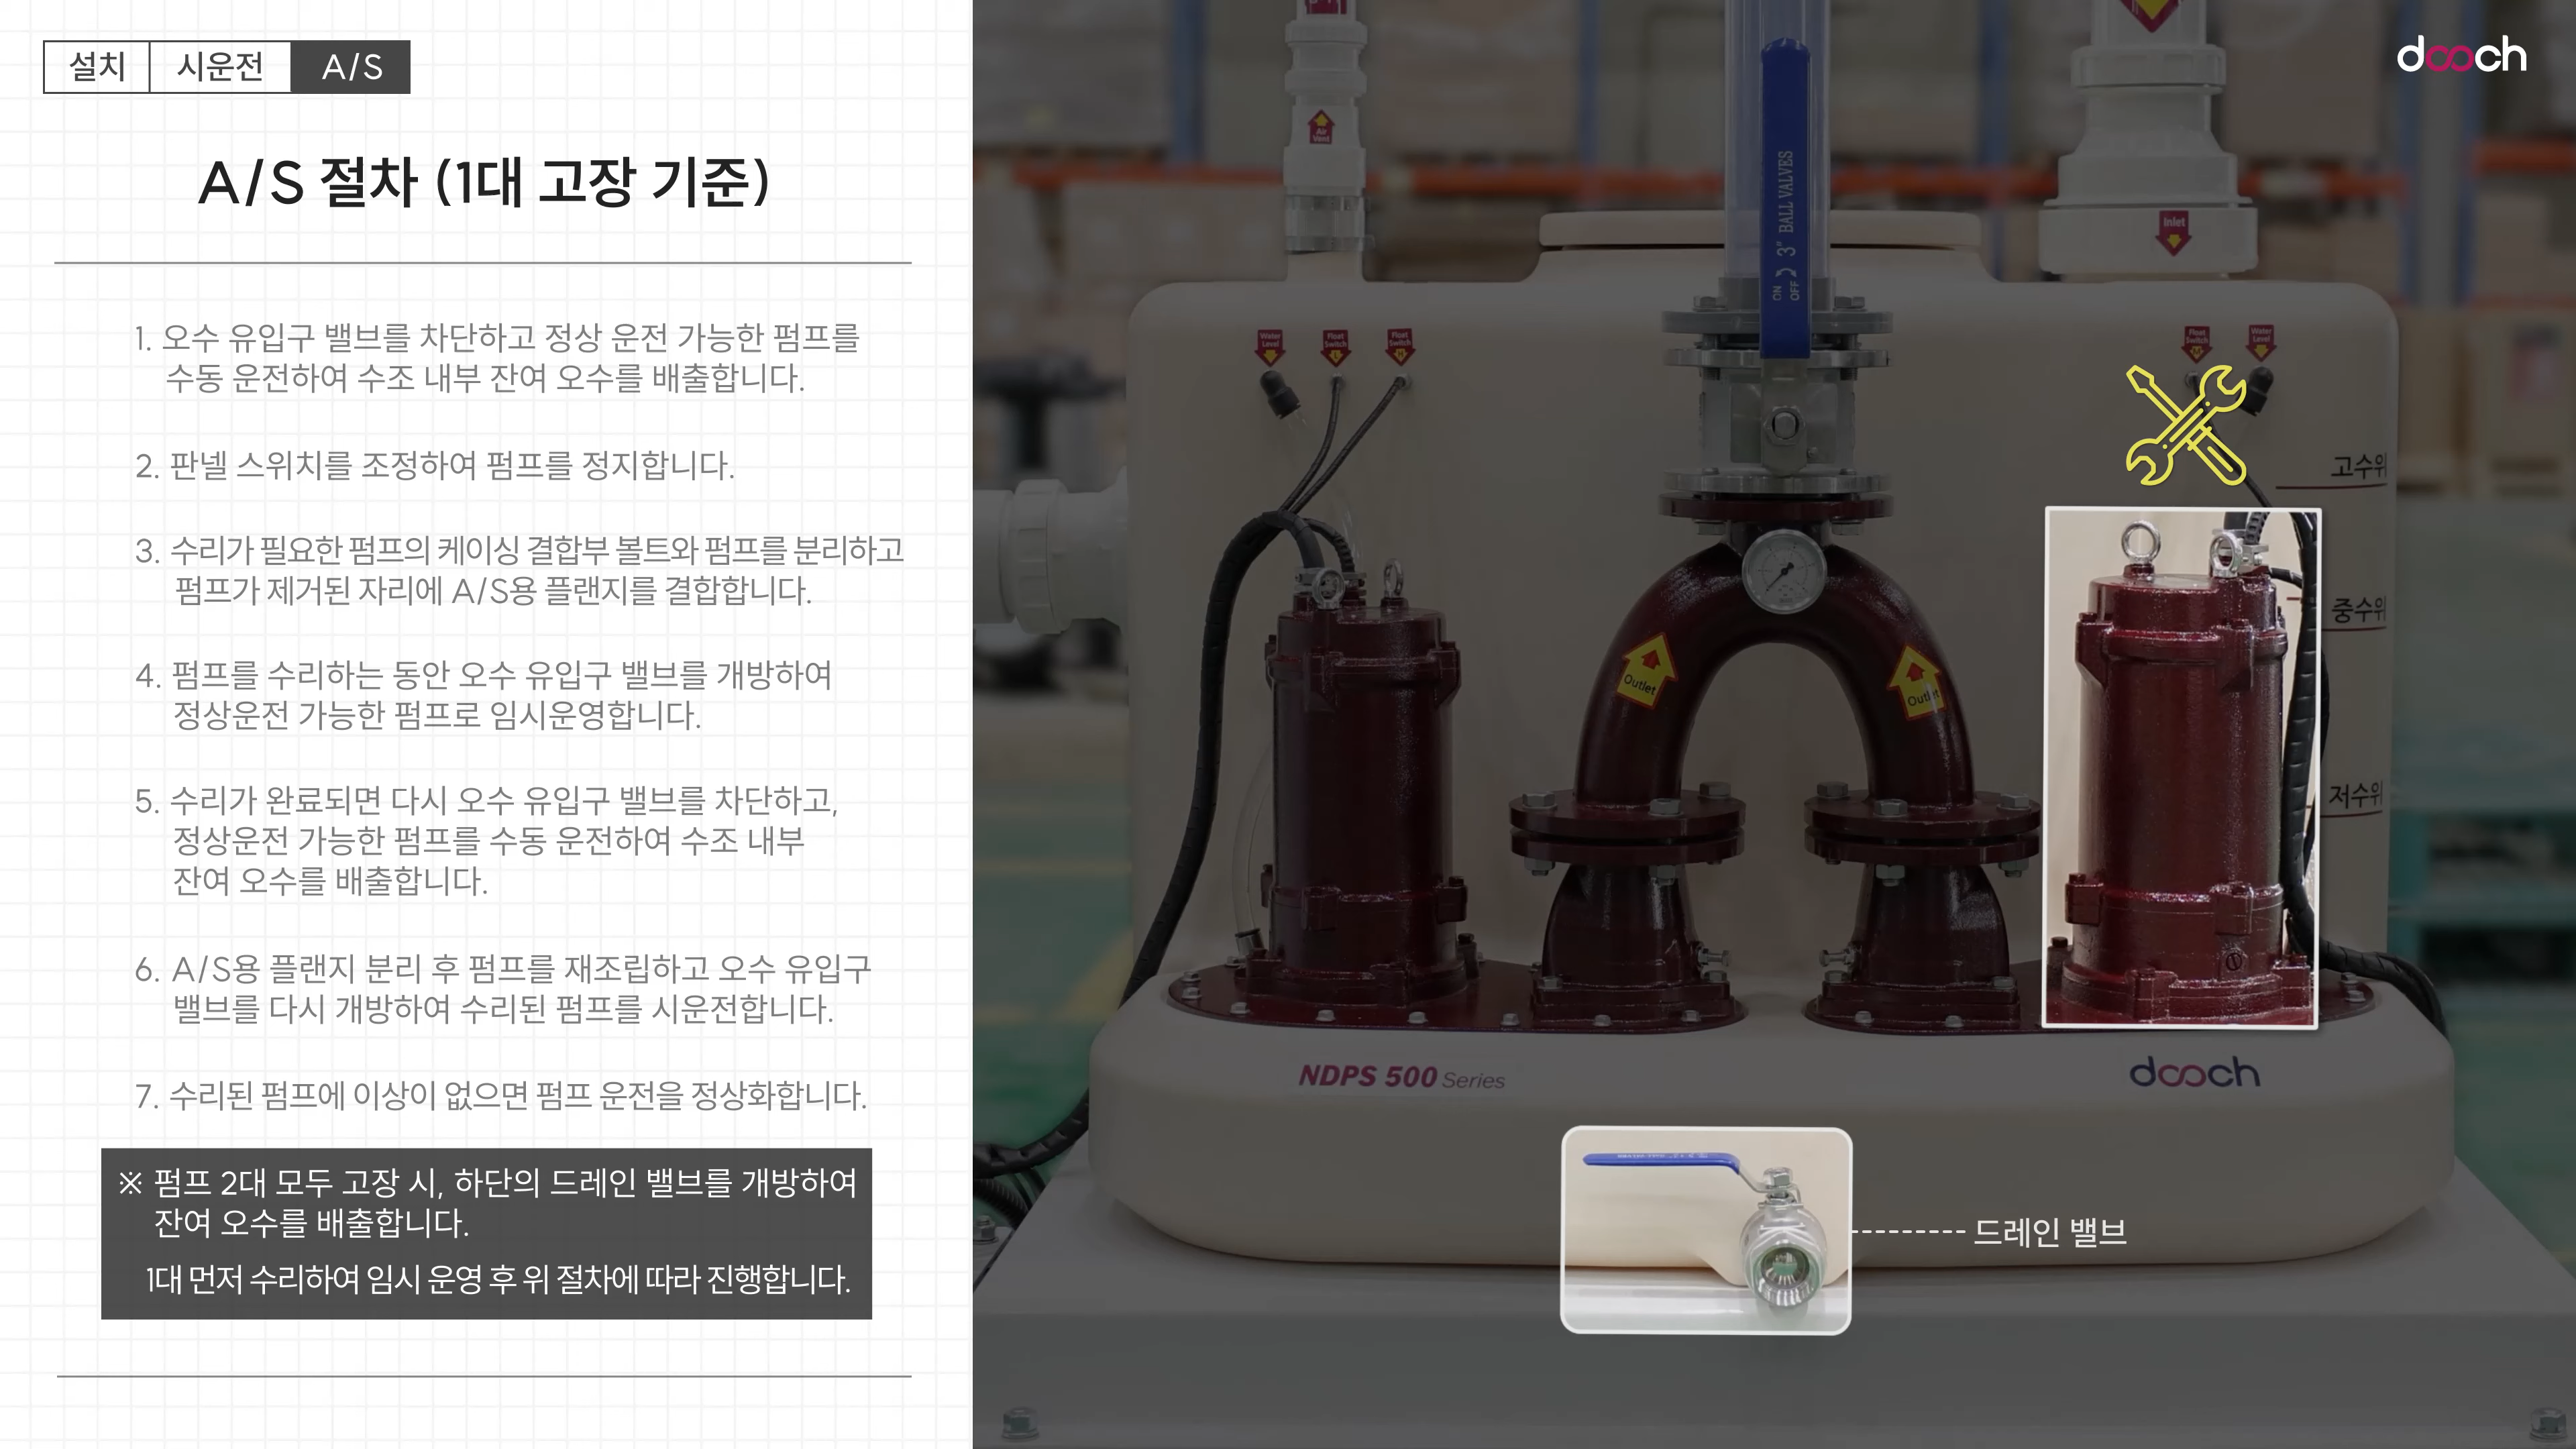 설치 시운전 A/S
A/S 절차 (1대 고장 기준)
1. 오수 유입구 밸브를 차단하고 정상 운전 가능한 펌프를
수동 운전하여 수조 내부 잔여 오수를 배출합니다.
2. 판넬 스위치를 조정하여 펌프를 정지합니다.
3. 수리가 필요한 펌프의 케이싱 결합부 볼트와 펌프를 분리하고
펌프가 제거된 자리에 A/S용 플랜지를 결합합니다.
4. 펌프를 수리하는 동안 오수 유입구 밸브를 개방하여
정상운전 가능한 펌프로 임시운영합니다.
5. 수리가 완료되면 다시 오수 유입구 밸브를 차단하고,
정상운전 가능한 펌프를 수동 운전하여 수조 내부
잔여 오수를 배출합니다.
6. A/S용 플랜지 분리 후 펌프를 재조립하고 오수 유입구
밸브를 다시 개방하여 수리된 펌프를 시운전합니다.
7. 수리된 펌프에 이상이 없으면 펌프 운전을 정상화합니다.
※ 펌프 2대 모두 고장 시, 하단의 드레인 밸브를 개방하여
잔여 오수를 배출합니다.
1대 먼저 수리하여 임시 운영 후 위 절차에 따라 진행합니다.
dooch
Air
Vent
3" BALL VALVES
ON
OFF
Inlet
Water
Level
Float
Switch
L
Float
Switch
H
Float
Switch
M
Water
Level
고수위
중수위
저수위
Outlet
Outlet
NDPS 500 Series
dooch
드레인 밸브